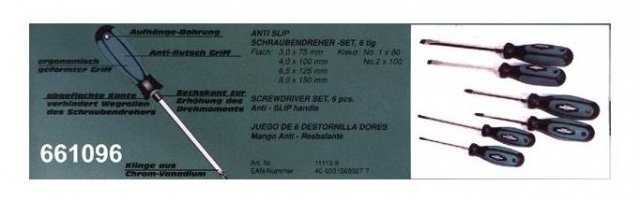 Aufhänge-Bohrung
Anti-Rutsch Griff
ergonomisch
geformter Griff
abgeflachte Kante
verhindert Wegrollen
des Schraubendrehers
Sechskant zur
Erhöhung des
Drehmoments
661096
Klinge aus
Chrom-Vanadium
ANTI SLIP
SCHRAUBENDREHER -SET, 6 tlg
Flach: 3,0 x 75 mm Kreuz: No 1 x 80
4,0 x 100 mm No 2 x 100
6,5 x 125 mm
8,0 x 150 mm
SCREWDRIVER SET, 6 pcs.
Anti - SLIP handle
JUEGO DE 6 DESTORNILLA DORES
Mango Anti - Resbalante
Art. Nr.
EAN-Nummer